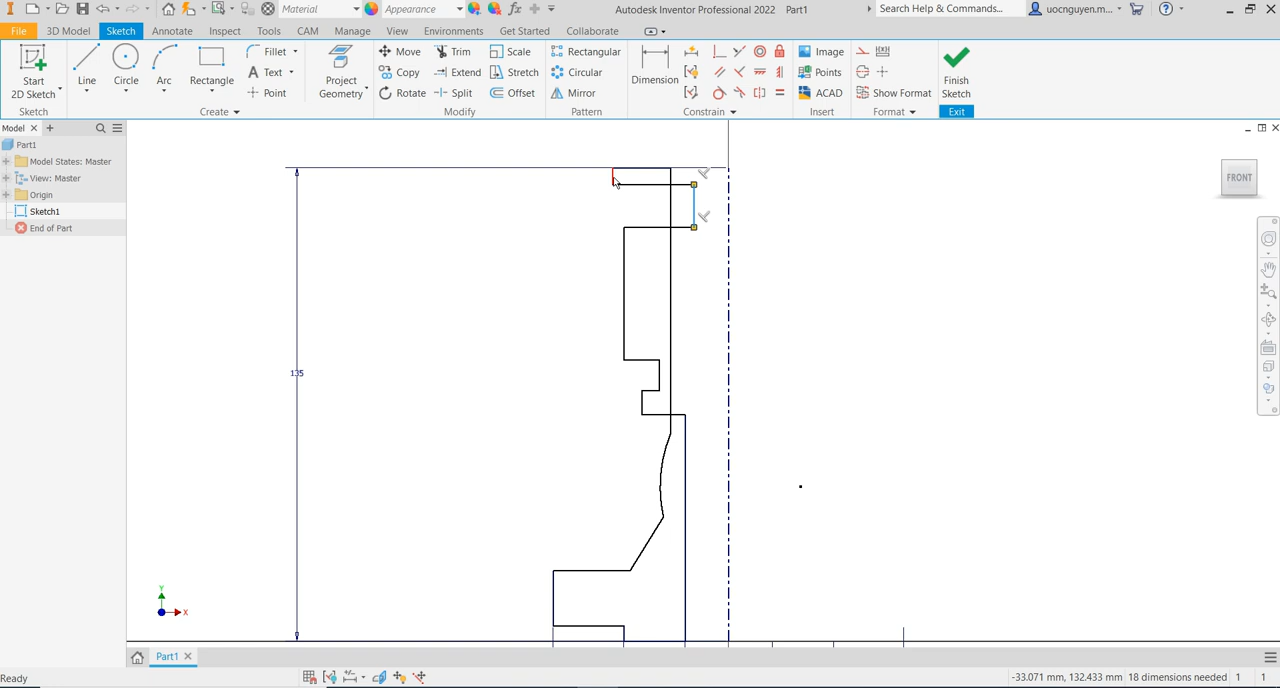 Material Appearance fx Autodesk Inventor Professional 2022 Part1 Search Help & Commands... uocnguyen.m... ?
File 3D Model Sketch Annotate Inspect Tools CAM Manage View Environments Get Started Collaborate
Start
2D Sketch
Line
Circle
Arc
Rectangle
Fillet
Text
Point
Project
Geometry
Move Trim Scale
Copy Extend Stretch
Rotate Split Offset
Rectangular
Circular
Mirror
Dimension
Image
Points
ACAD
Show Format
Finish
Sketch
Sketch Create Modify Pattern Constrain Insert Format Exit
Model
Part1
Model States: Master
View: Master
Origin
Sketch1
End of Part
FRONT
135
Y
X
Part1
Ready -33.071 mm, 132.433 mm 18 dimensions needed 1 1